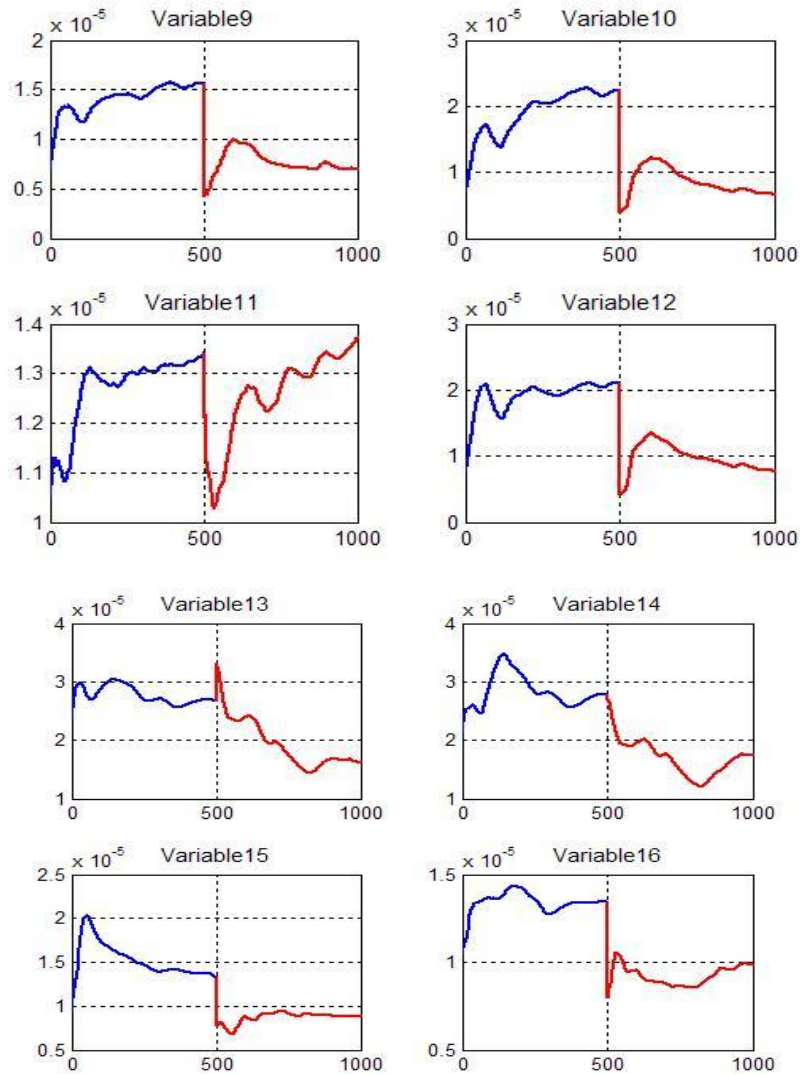 x 10-5 Variable9
2
1.5
1
0.5
0
0 500 1000
x 10-5 Variable10
3
2
1
0
0 500 1000
x 10-5 Variable11
1.4
1.3
1.2
1.1
1
0 500 1000
x 10-5 Variable12
3
2
1
0
0 500 1000
x 10-5 Variable13
4
3
2
1
0 500 1000
x 10-5 Variable14
4
3
2
1
0 500 1000
x 10-5 Variable15
2.5
2
1.5
1
0.5
0 500 1000
x 10-5 Variable16
1.5
1
0.5
0 500 1000